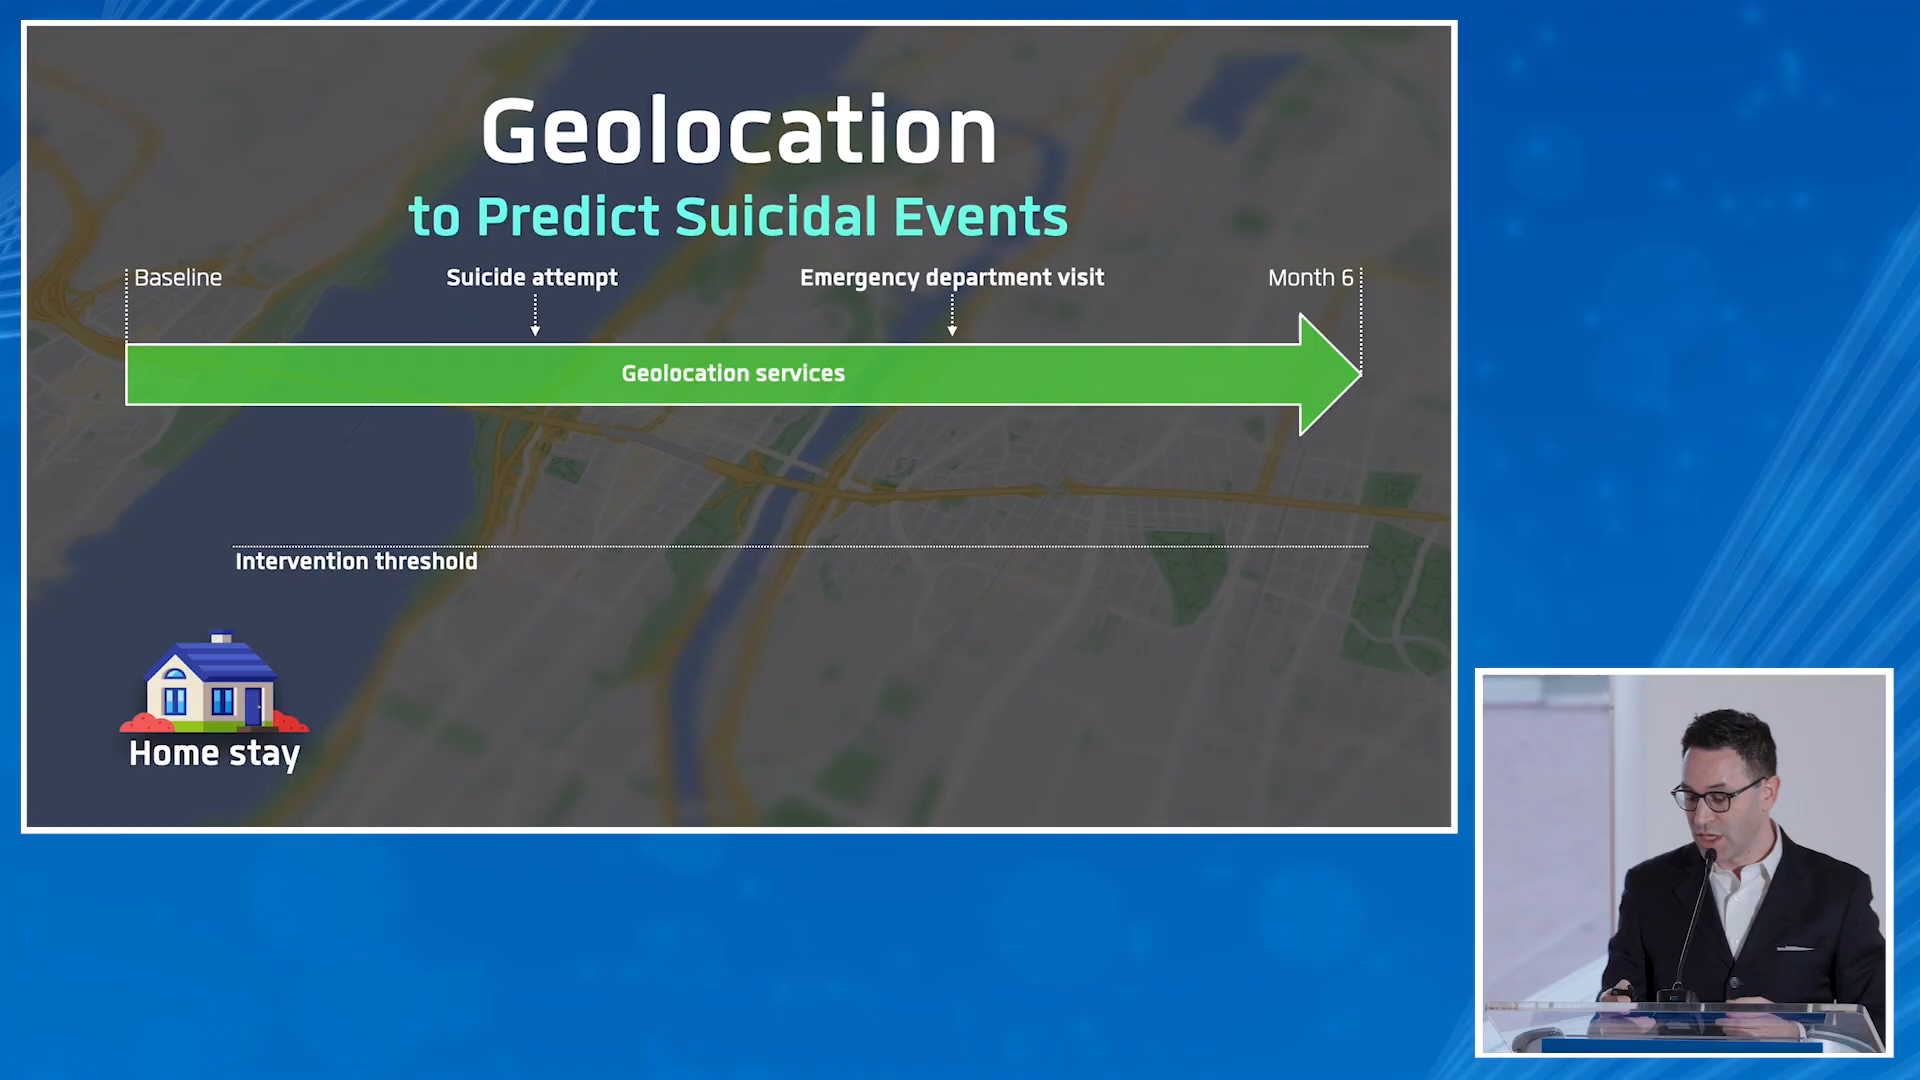 Geolocation
to Predict Suicidal Events
Baseline
Suicide attempt
Emergency department visit
Month 6
Geolocation services
Intervention threshold
Home stay